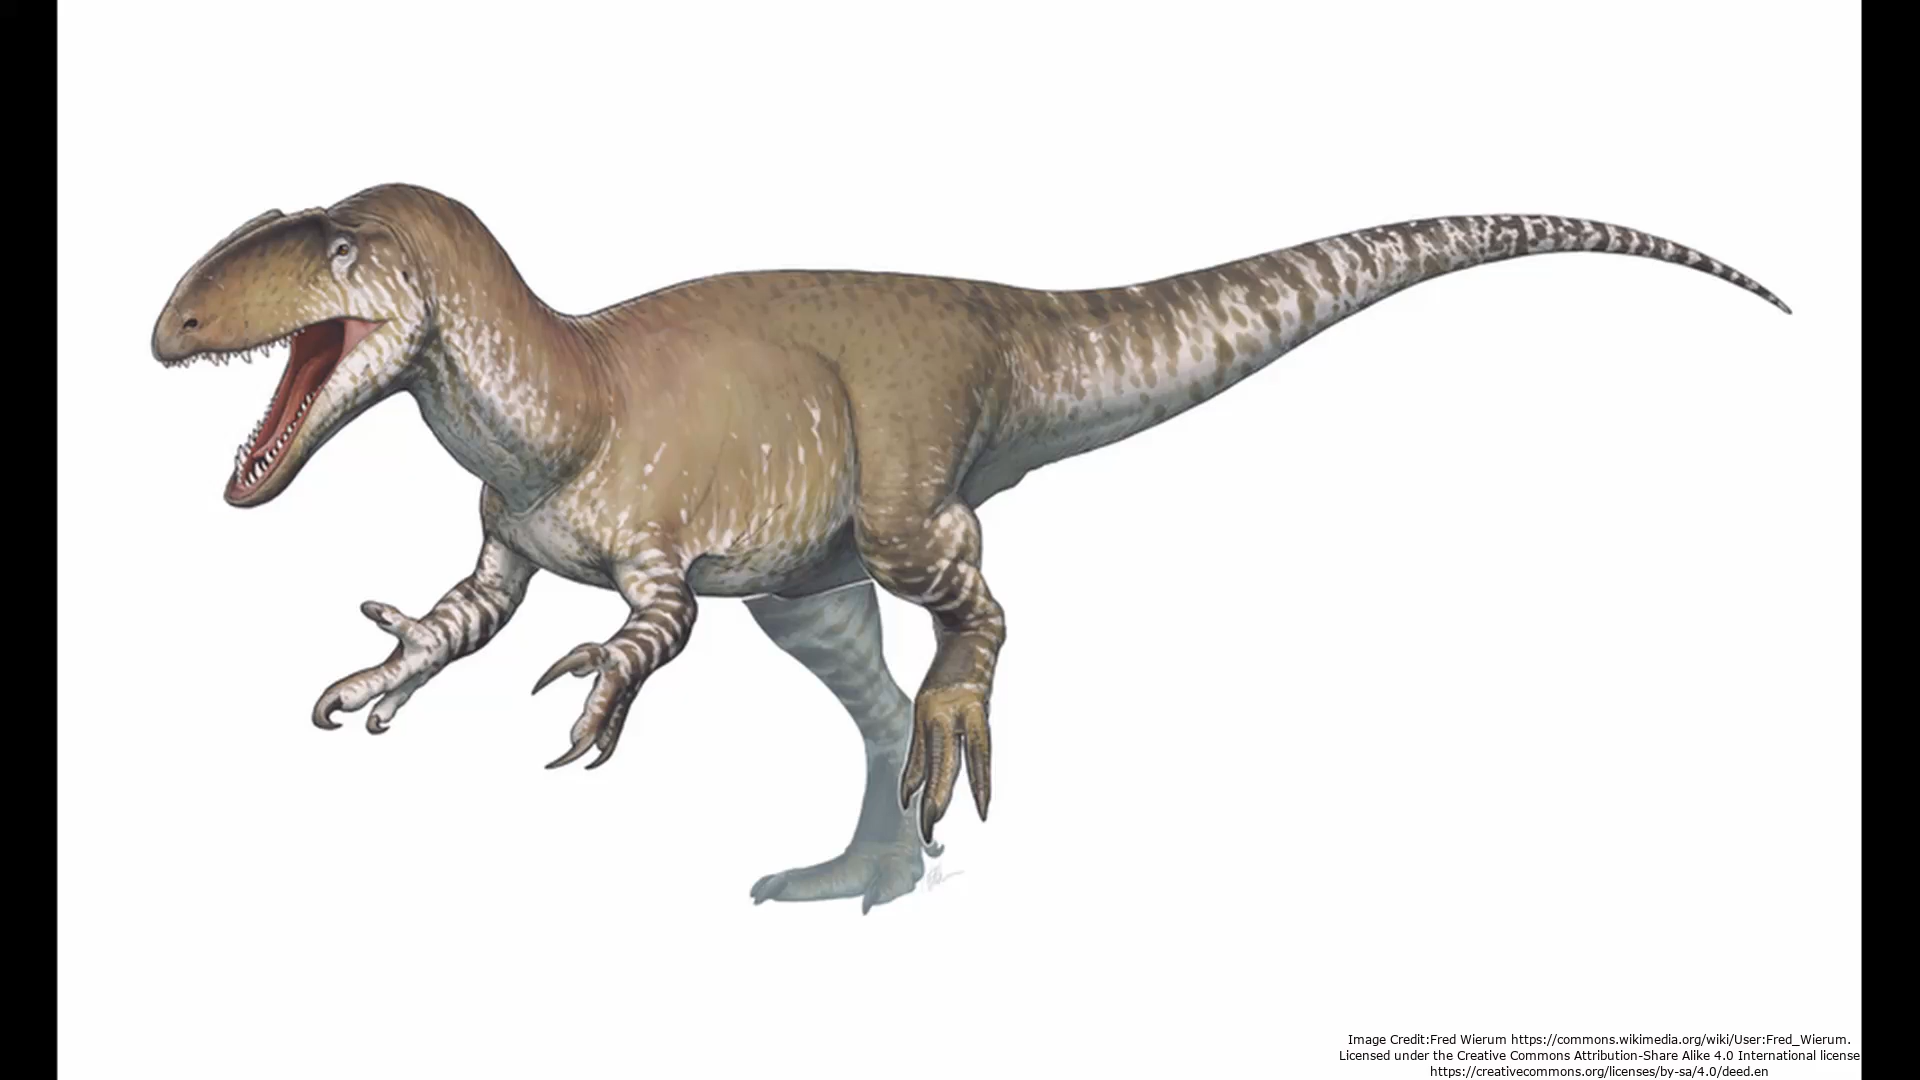 Image Credit:Fred Wierum https://commons.wikimedia.org/wiki/User:Fred_Wierum.
Licensed under the Creative Commons Attribution-Share Alike 4.0 International license
https://creativecommons.org/licenses/by-sa/4.0/deed.en